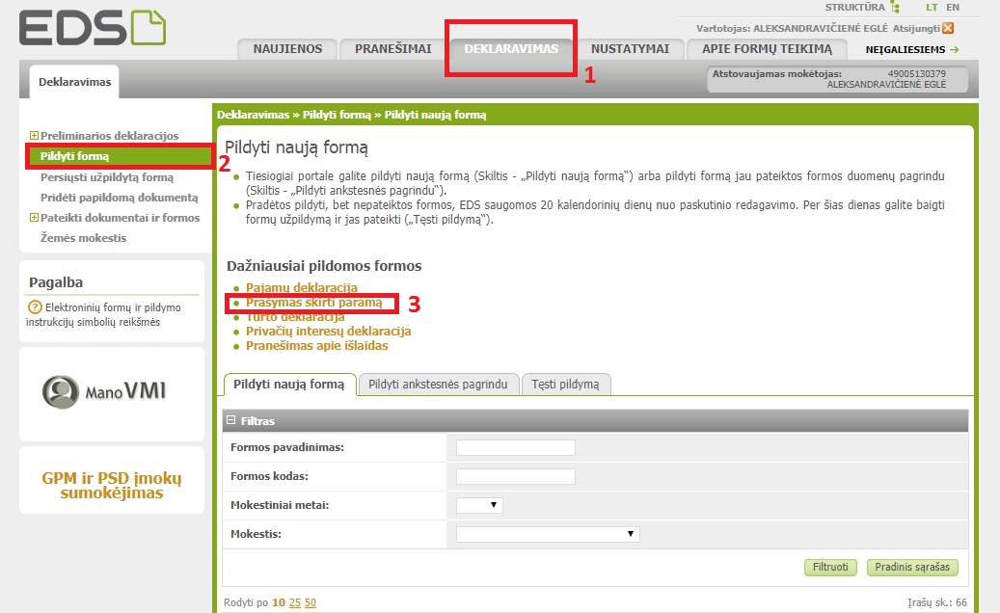 EDS
STRUKTŪRA LT EN
Vartotojas: ALEKSANDRAVIČIENĖ EGLĖ Atsijungti
NAUJIENOS PRANEŠIMAI DEKLARAVIMAS NUSTATYMAI APIE FORMŲ TEIKIMĄ NEĮGALIESIEMS →
1
Deklaravimas
Atstovaujamas mokėtojas: 49005130379
ALEKSANDRAVIČIENĖ EGLĖ
Preliminarios deklaracijos
Pildyti formą
2
Persiųsti užpildytą formą
Pridėti papildomą dokumentą
Pateikti dokumentai ir formos
Žemės mokestis
Pagalba
Elektroninių formų ir pildymo
instrukcijų simbolių reikšmės
Mano VMI
GPM ir PSD įmokų
sumokėjimas
Deklaravimas » Pildyti formą » Pildyti naują formą
Pildyti naują formą
Tiesiogiai portale galite pildyti naują formą (Skiltis - „Pildyti naują formą“) arba pildyti formą jau pateiktos formos duomenų pagrindu
(Skiltis - „Pildyti ankstesnės pagrindu“).
Pradėtos pildyti, bet nepateiktos formos, EDS saugomos 20 kalendorinių dienų nuo paskutinio redagavimo. Per šias dienas galite baigti
formų užpildymą ir jas pateikti („Tęsti pildymą“).
Dažniausiai pildomos formos
Pajamų deklaracija
Prašymas skirti paramą
3
Turto deklaracija
Privačių interesų deklaracija
Pranešimas apie išlaidas
Pildyti naują formą Pildyti ankstesnės pagrindu Tęsti pildymą
Filtras
Formos pavadinimas:
Formos kodas:
Mokestiniai metai:
Mokestis:
Filtruoti Pradinis sąrašas
Rodyti po 10 25 50 Įrašų sk.: 66